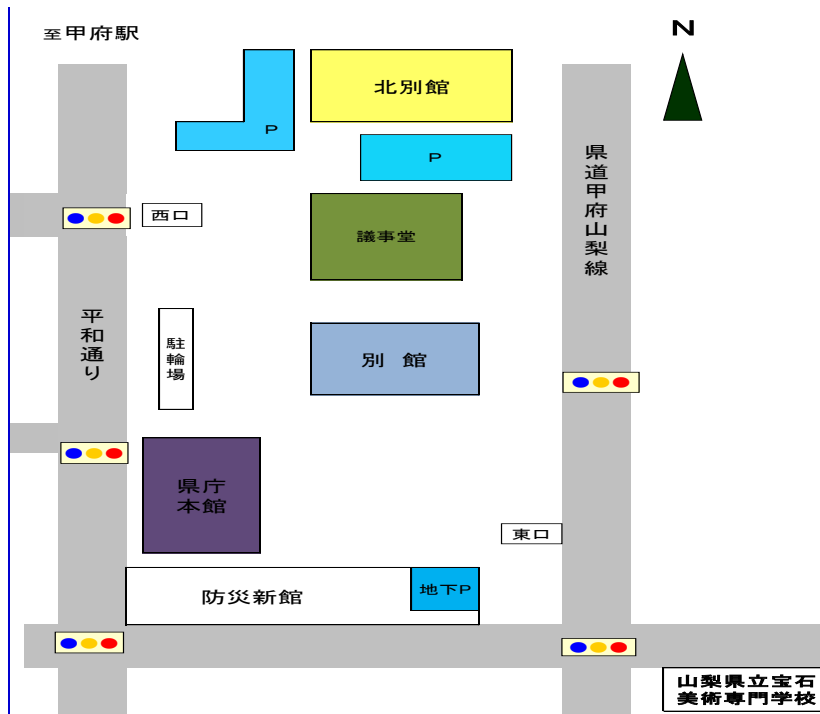 至甲府駅
N
北別館
P
P
県道甲府山梨線
西口
議事堂
平和通り
駐輪場
別 館
県庁
本館
東口
防災新館
地下P
山梨県立宝石
美術専門学校